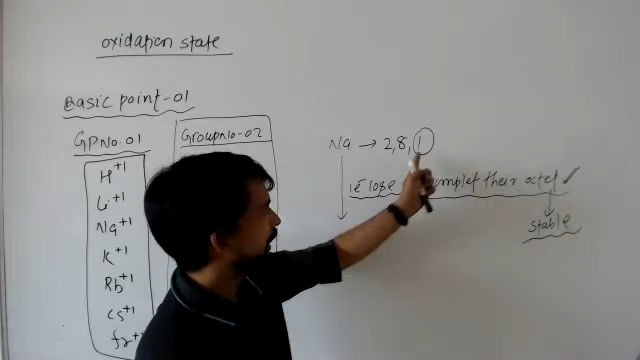 oxidation state
Basic point-01
GPNo.01
GroupNo-02
H+1
Li+1
Na+1
K+1
Rb+1
Cs+1
Na → 2,8,1
1e lose
complet their octet ✓
stable